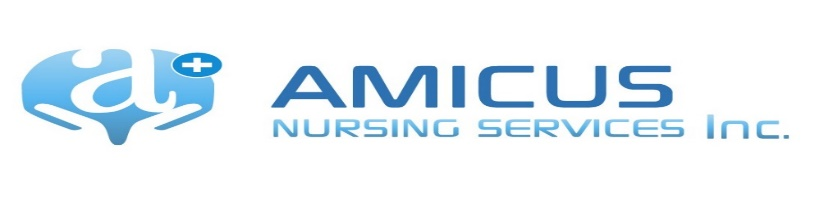 a+
AMICUS
NURSING SERVICES Inc.